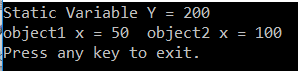 Static Variable Y = 200
object1 x = 50  object2 x = 100
Press any key to exit.